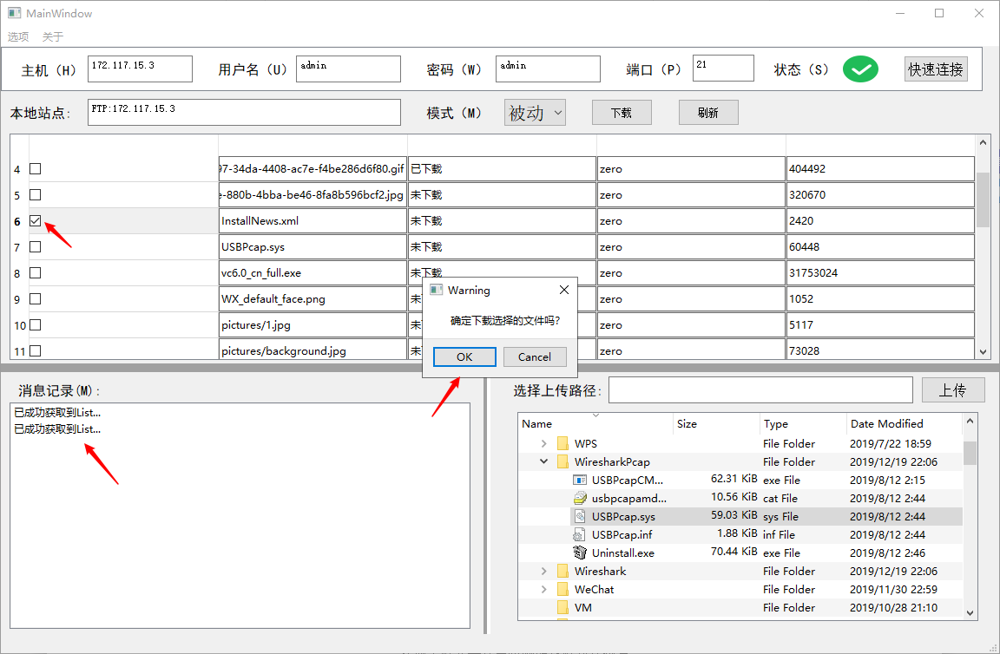 MainWindow
选项 关于
主机（H） 172.117.15.3 用户名（U） admin 密码（W） admin 端口（P） 21 状态（S） 快速连接
本地站点: FTP:172.117.15.3 模式（M） 被动 下载 刷新
4 97-34da-4408-ac7e-f4be286d6f80.gif 已下载 zero 404492
5 e-880b-4bba-be46-8fa8b596bcf2.jpg 未下载 zero 320670
6 InstallNews.xml 未下载 zero 2420
7 USBPcap.sys 未下载 zero 60448
8 vc6.0_cn_full.exe 未下载 zero 31753024
9 WX_default_face.png 未 zero 1052
10 pictures/1.jpg 未 zero 5117
11 pictures/background.jpg 未 zero 73028
Warning
确定下载选择的文件吗?
OK Cancel
消息记录(M):
已成功获取到List...
已成功获取到List...
选择上传路径: 上传
Name Size Type Date Modified
WPS File Folder 2019/7/22 18:59
WiresharkPcap File Folder 2019/12/19 22:06
USBPcapCM... 62.31 KiB exe File 2019/8/12 2:15
usbpcapamd... 10.56 KiB cat File 2019/8/12 2:44
USBPcap.sys 59.03 KiB sys File 2019/8/12 2:44
USBPcap.inf 1.88 KiB inf File 2019/8/12 2:44
Uninstall.exe 70.44 KiB exe File 2019/8/12 2:46
Wireshark File Folder 2019/12/19 22:06
WeChat File Folder 2019/11/30 22:59
VM File Folder 2019/10/28 21:10